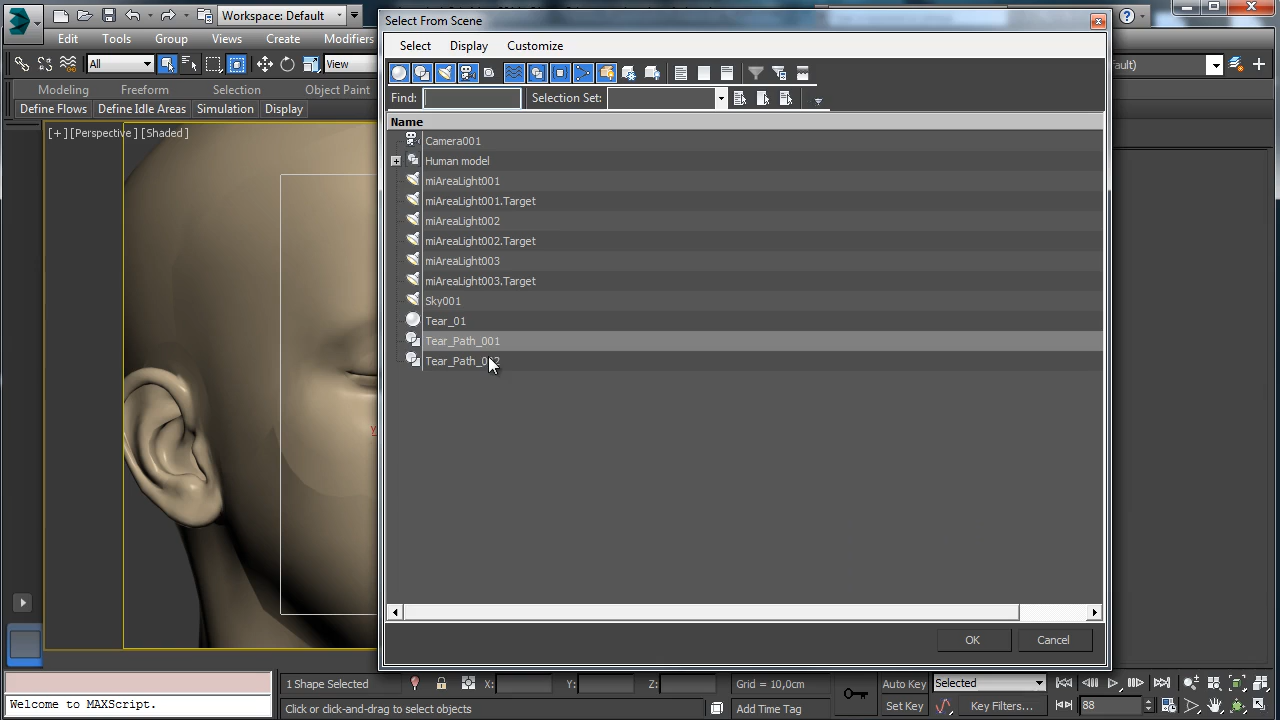 Workspace: Default
Select From Scene
Edit Tools Group Views Create Modifiers
Select Display Customize
All
View
Modeling Freeform Selection Object Paint
Find: Selection Set:
Define Flows Define Idle Areas Simulation Display
Name
[+][Perspective][Shaded]
Camera001
Human model
miAreaLight001
miAreaLight001.Target
miAreaLight002
miAreaLight002.Target
miAreaLight003
miAreaLight003.Target
Sky001
Tear_01
Tear_Path_001
OK Cancel
1 Shape Selected X: Y: Z: Grid = 10,0cm Auto Key Selected
Welcome to MAXScript. Click or click-and-drag to select objects Add Time Tag Set Key Key Filters... 88